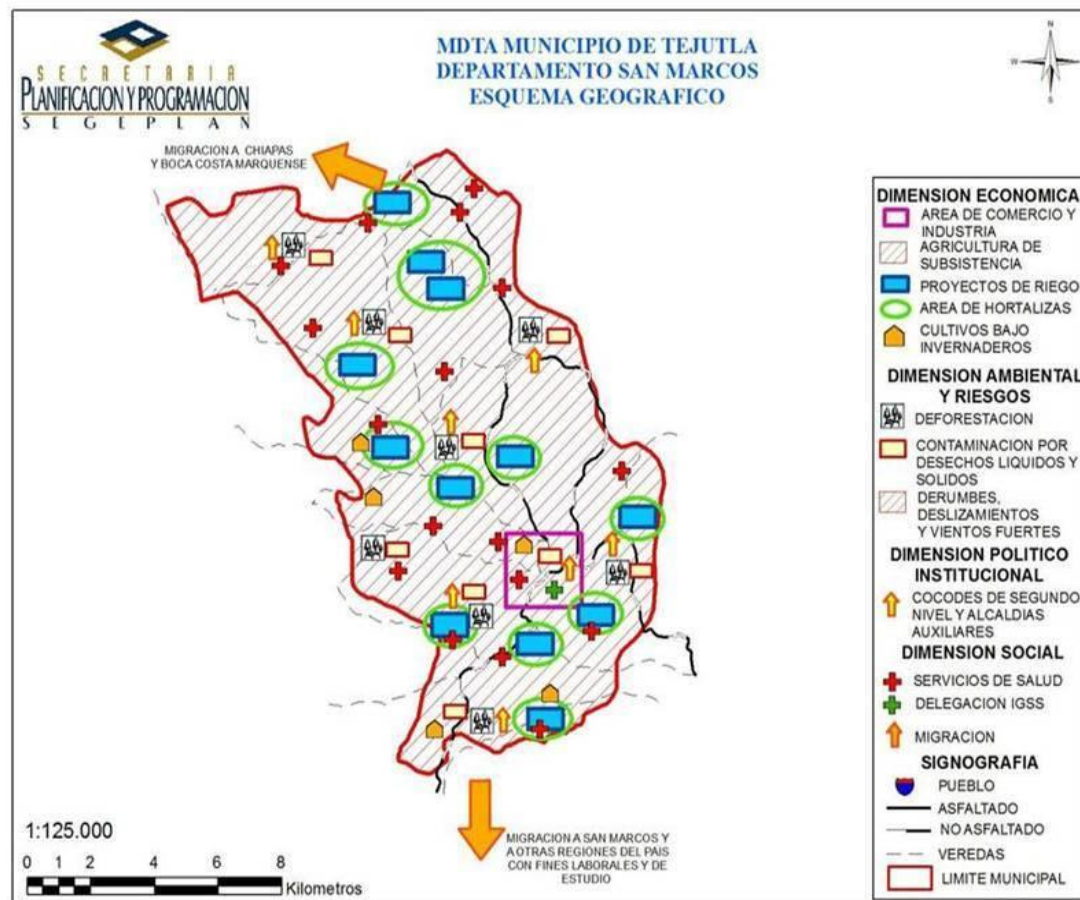 SECRETARIA
PLANIFICACION Y PROGRAMACION
SEGEPLAN
MDTA MUNICIPIO DE TEJUTLA
DEPARTAMENTO SAN MARCOS
ESQUEMA GEOGRAFICO
N
W
E
S
MIGRACION A CHIAPAS
Y BOCA COSTA MARQUENSE
DIMENSION ECONOMICA
AREA DE COMERCIO Y
INDUSTRIA
AGRICULTURA DE
SUBSISTENCIA
PROYECTOS DE RIEGO
AREA DE HORTALIZAS
CULTIVOS BAJO
INVERNADEROS
DIMENSION AMBIENTAL
Y RIESGOS
DEFORESTACION
CONTAMINACION POR
DESECHOS LIQUIDOS Y
SOLIDOS
DERUMBES,
DESLIZAMIENTOS
Y VIENTOS FUERTES
DIMENSION POLITICO
INSTITUCIONAL
COCODES DE SEGUNDO
NIVEL Y ALCALDIAS
AUXILIARES
DIMENSION SOCIAL
SERVICIOS DE SALUD
DELEGACION IGSS
MIGRACION
SIGNOGRAFIA
PUEBLO
ASFALTADO
NO ASFALTADO
VEREDAS
LIMITE MUNICIPAL
1:125.000
0 1 2 4 6 8
Kilometros
MIGRACION A SAN MARCOS Y
A OTRAS REGIONES DEL PAIS
CON FINES LABORALES Y DE
ESTUDIO